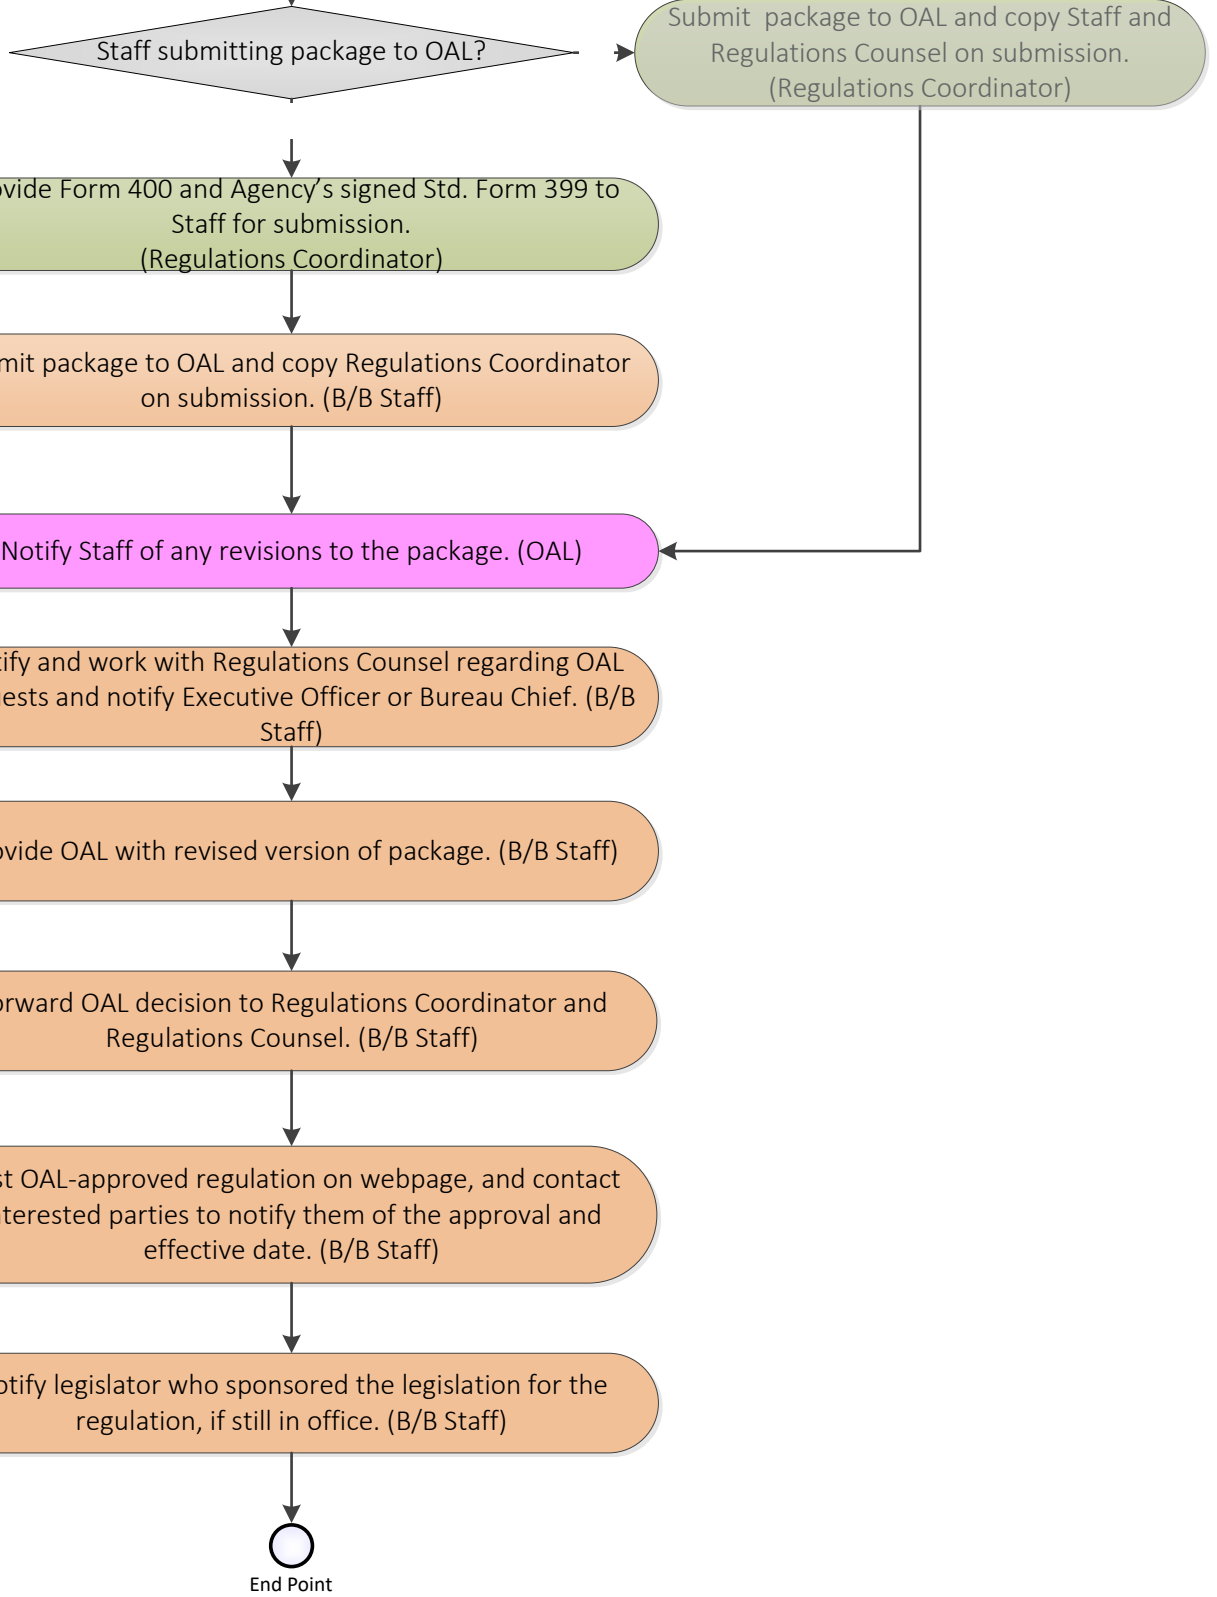 Staff submitting package to OAL?
Submit package to OAL and copy Staff and
Regulations Counsel on submission.
(Regulations Coordinator)
Form 400 and Agency's signed Std. Form 399 to
Staff for submission.
(Regulations Coordinator)
package to OAL and copy Regulations Coordinator
on submission. (B/B Staff)
Notify Staff of any revisions to the package. (OAL)
and work with Regulations Counsel regarding OAL
and notify Executive Officer or Bureau Chief. (B/B
Staff)
OAL with revised version of package. (B/B Staff)
OAL decision to Regulations Coordinator and
Regulations Counsel. (B/B Staff)
OAL-approved regulation on webpage, and contact
parties to notify them of the approval and
effective date. (B/B Staff)
legislator who sponsored the legislation for the
regulation, if still in office. (B/B Staff)
End Point